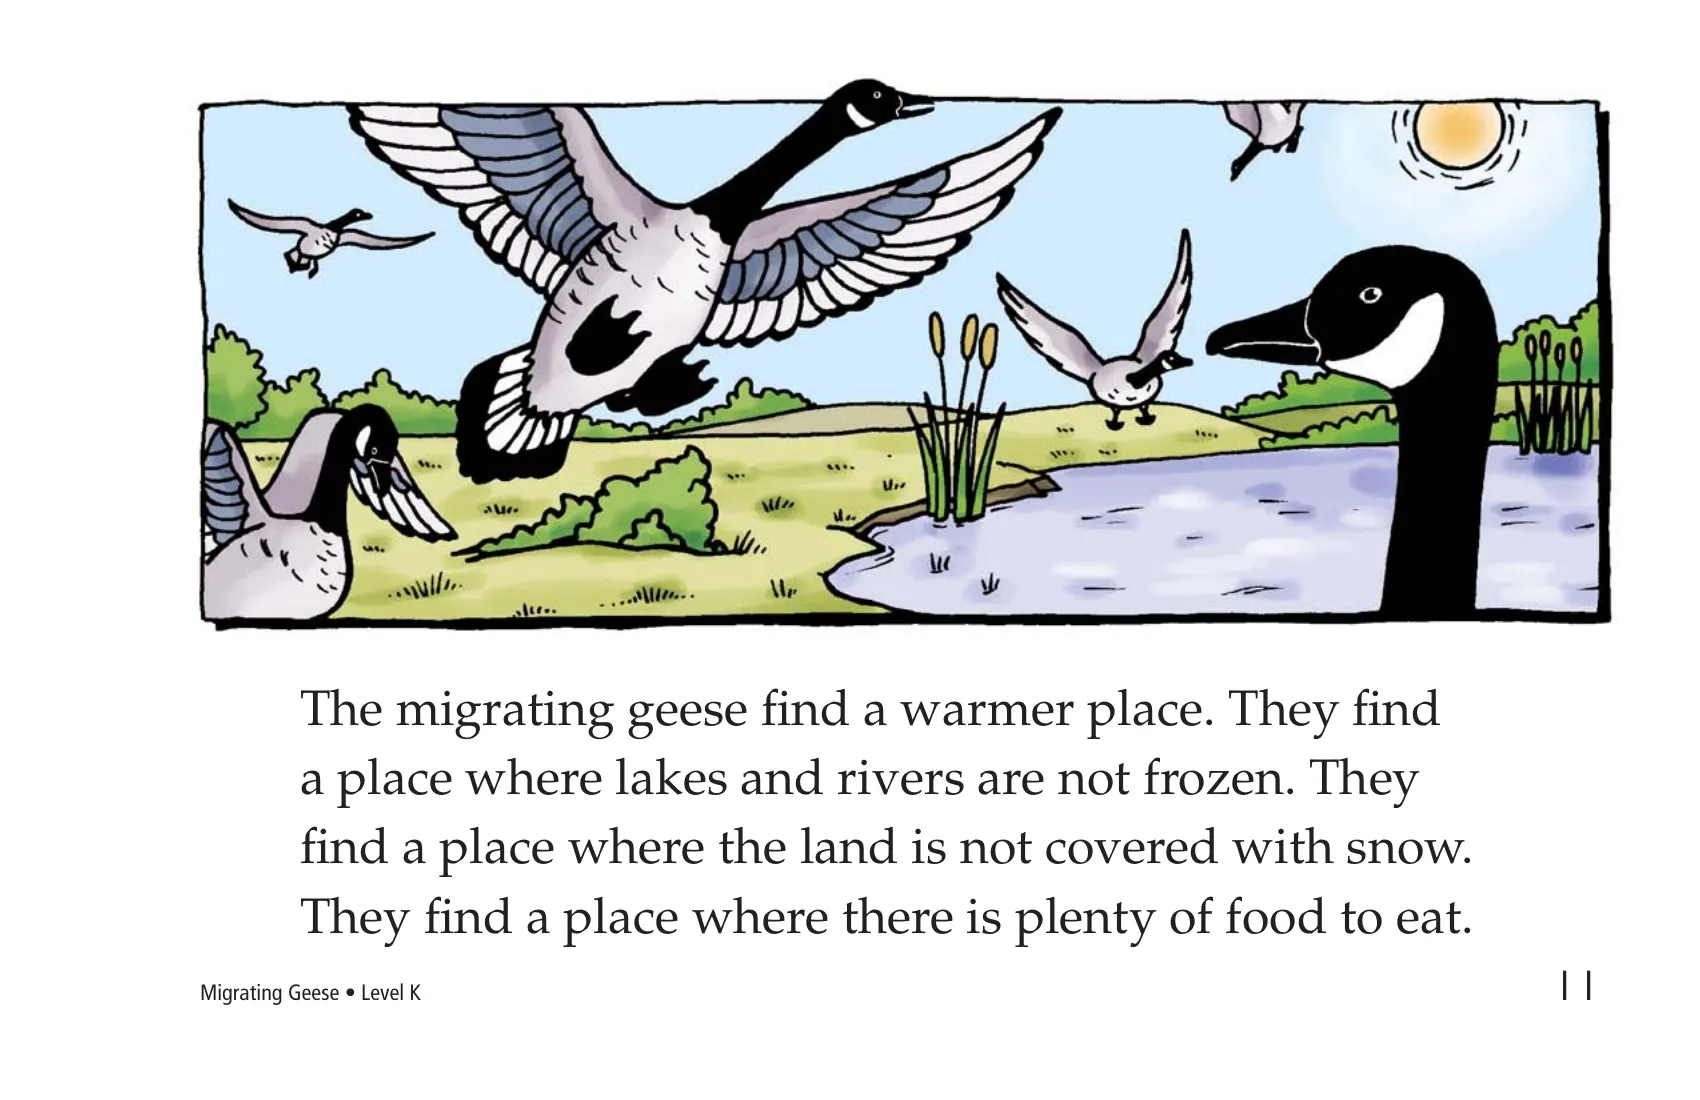 The migrating geese find a warmer place. They find
a place where lakes and rivers are not frozen. They
find a place where the land is not covered with snow.
They find a place where there is plenty of food to eat.
Migrating Geese • Level K
11